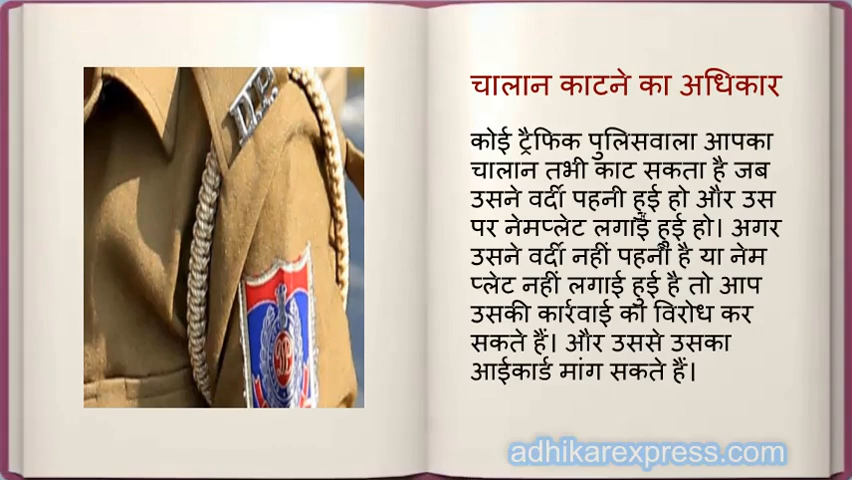 D.P.
चालान काटने का अधिकार
कोई ट्रैफिक पुलिसवाला आपका
चालान तभी काट सकता है जब
उसने वर्दी पहनी हुई हो और उस
पर नेमप्लेट लगाई हुई हो। अगर
उसने वर्दी नहीं पहनी है या नेम
प्लेट नहीं लगाई हुई है तो आप
उसकी कार्रवाई का विरोध कर
सकते हैं। और उससे उसका
आईकार्ड मांग सकते हैं।
adhikarexpress.com